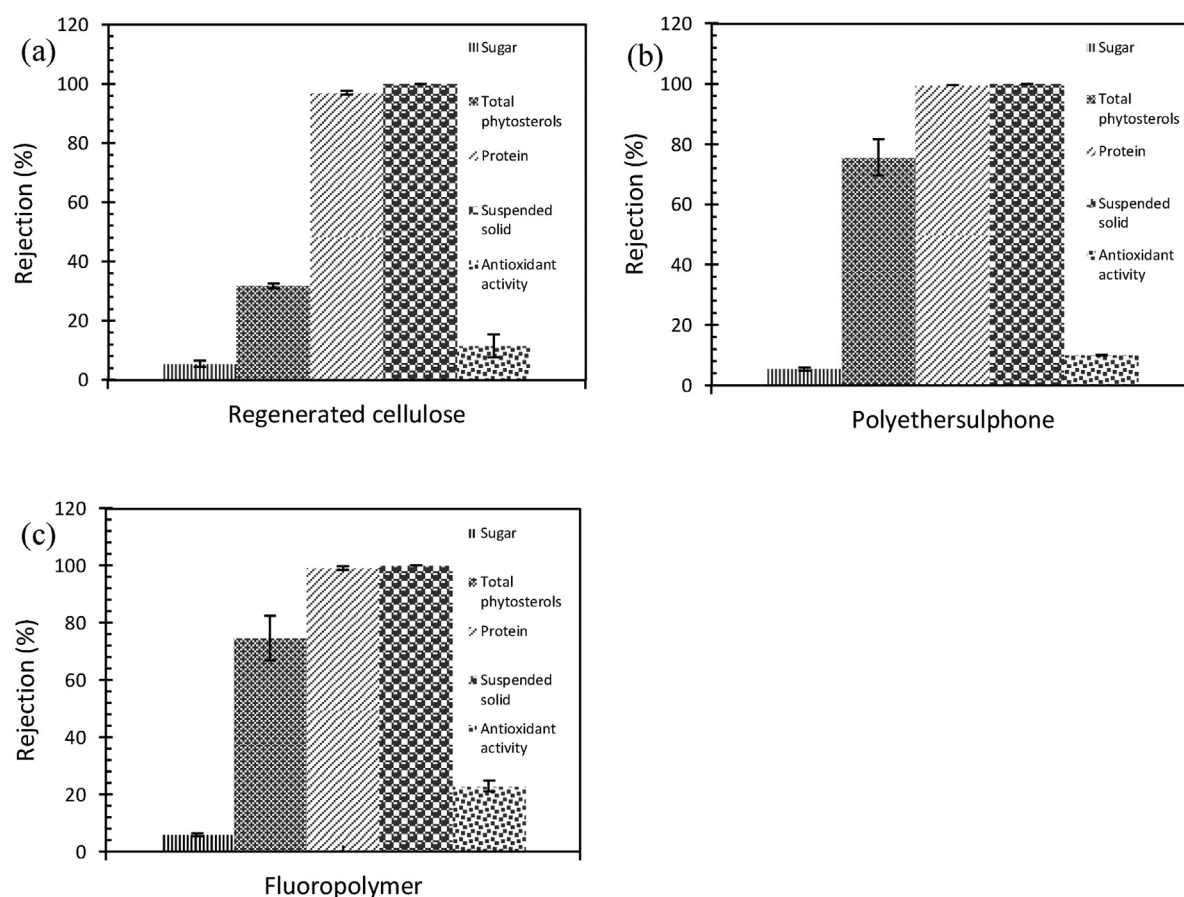 (a)
120
100
80
60
40
20
0
Rejection (%)
Sugar
Total
phytosterols
Protein
Suspended
solid
Antioxidant
activity
Regenerated cellulose
(b)
120
100
80
60
40
20
0
Rejection (%)
Sugar
Total
phytosterols
Protein
Suspended
solid
Antioxidant
activity
Polyethersulphone
(c)
120
100
80
60
40
20
0
Rejection (%)
Sugar
Total
phytosterols
Protein
Suspended
solid
Antioxidant
activity
Fluoropolymer